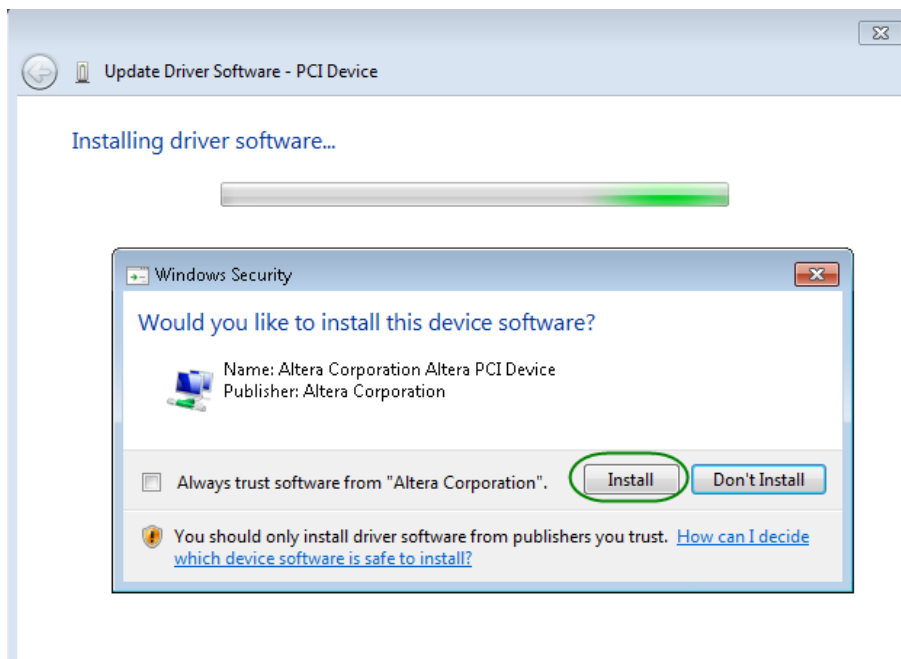 Update Driver Software - PCI Device
Installing driver software...
Windows Security
Would you like to install this device software?
Name: Altera Corporation Altera PCI Device
Publisher: Altera Corporation
Always trust software from "Altera Corporation".
Install
Don't Install
You should only install driver software from publishers you trust. How can I decide
which device software is safe to install?